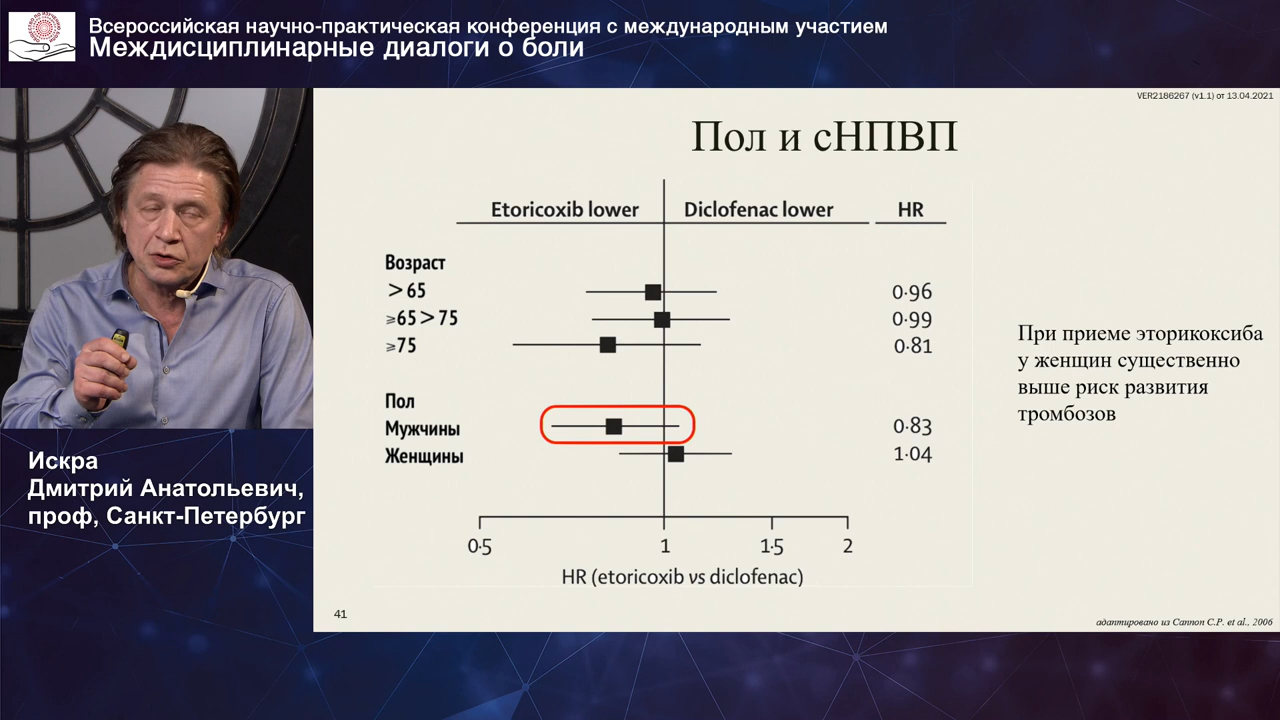 Всероссийская научно-практическая конференция с международным участием
Междисциплинарные диалоги о боли
VER2186267 (v1.1) от 13.04.2021
Пол и сНПВП
Etoricoxib lower Diclofenac lower HR
Возраст
>65 0·96
≥65>75 0·99
≥75 0·81
Пол
Мужчины 0·83
Женщины 1·04
0·5 1 1·5 2
HR (etoricoxib vs diclofenac)
При приеме эторикоксиба
у женщин существенно
выше риск развития
тромбозов
41
адаптировано из Cannon C.P. et al., 2006
Искра
Дмитрий Анатольевич,
проф, Санкт-Петербург